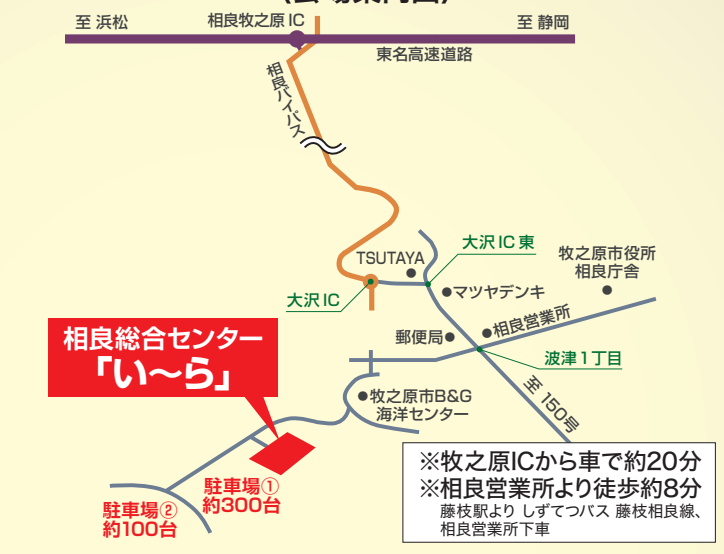 (会場案内図)
至 浜松
相良牧之原 IC
至 静岡
東名高速道路
相良バイパス
大沢 IC 東
TSUTAYA
牧之原市役所
相良庁舎
大沢 IC
マツヤデンキ
相良営業所
郵便局
相良総合センター
「い〜ら」
波津1丁目
至 150号
牧之原市B&G
海洋センター
駐車場①
約300台
駐車場②
約100台
※牧之原ICから車で約20分
※相良営業所より徒歩約8分
藤枝駅より しずてつバス 藤枝相良線、
相良営業所下車